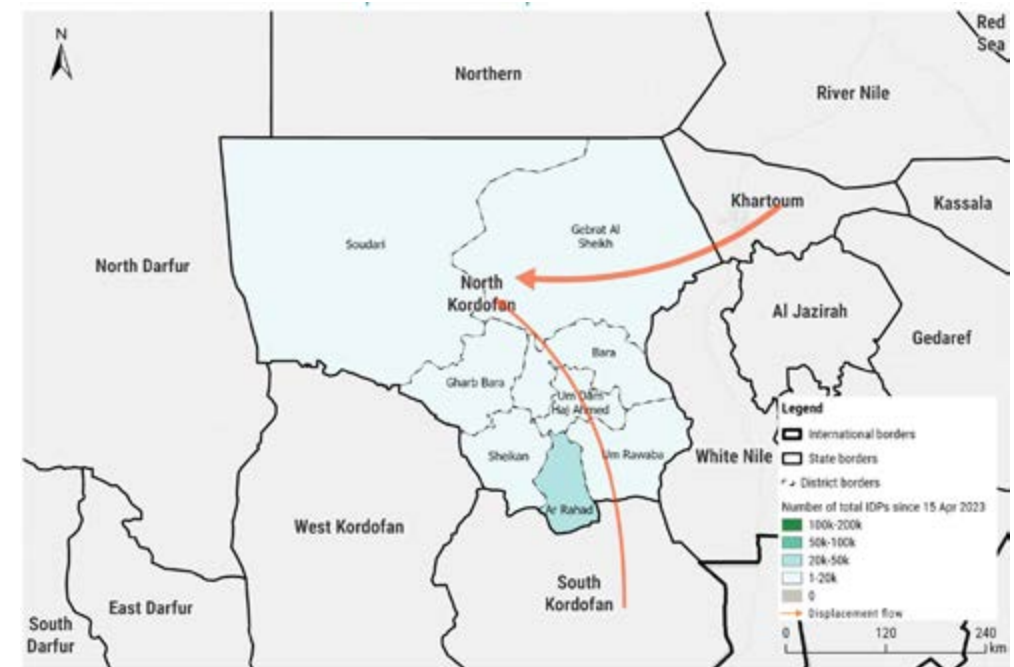 N
Red
Sea
Northern
River Nile
Khartoum
Kassala
Soudari
Gebrat Al
Sheikh
North Darfur
North
Kordofan
Al Jazirah
Gedaref
Bara
Gharb Bara
Um Dam
Haj Ahmed
Sheikan
Um Rawaba
White Nile
Ar Rahad
West Kordofan
South
Kordofan
East Darfur
South
Darfur
Legend
International borders
State borders
District borders
Number of total IDPs since 15 Apr 2023
100k-200k
50k-100k
20k-50k
1-20k
0
Displacement flow
0 120 240
km